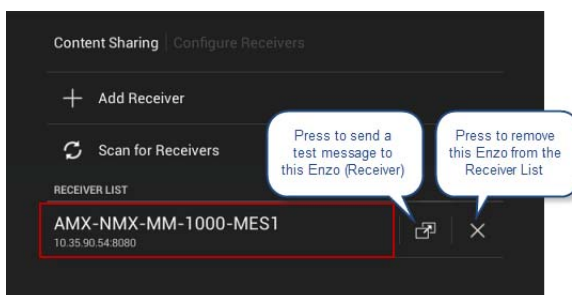 Content Sharing | Configure Receivers
Add Receiver
Scan for Receivers
Press to send a
test message to
this Enzo (Receiver)
Press to remove
this Enzo from the
Receiver List
RECEIVER LIST
AMX-NMX-MM-1000-MES1
10.35.90.54:8080